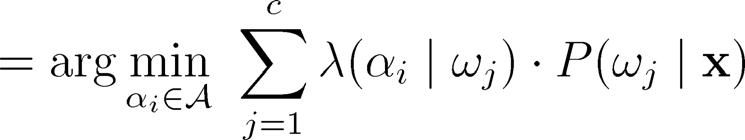 = arg min_{α_i∈𝒜} ∑_{j=1}^{c} λ(α_i | ω_j) · P(ω_j | 𝐱)